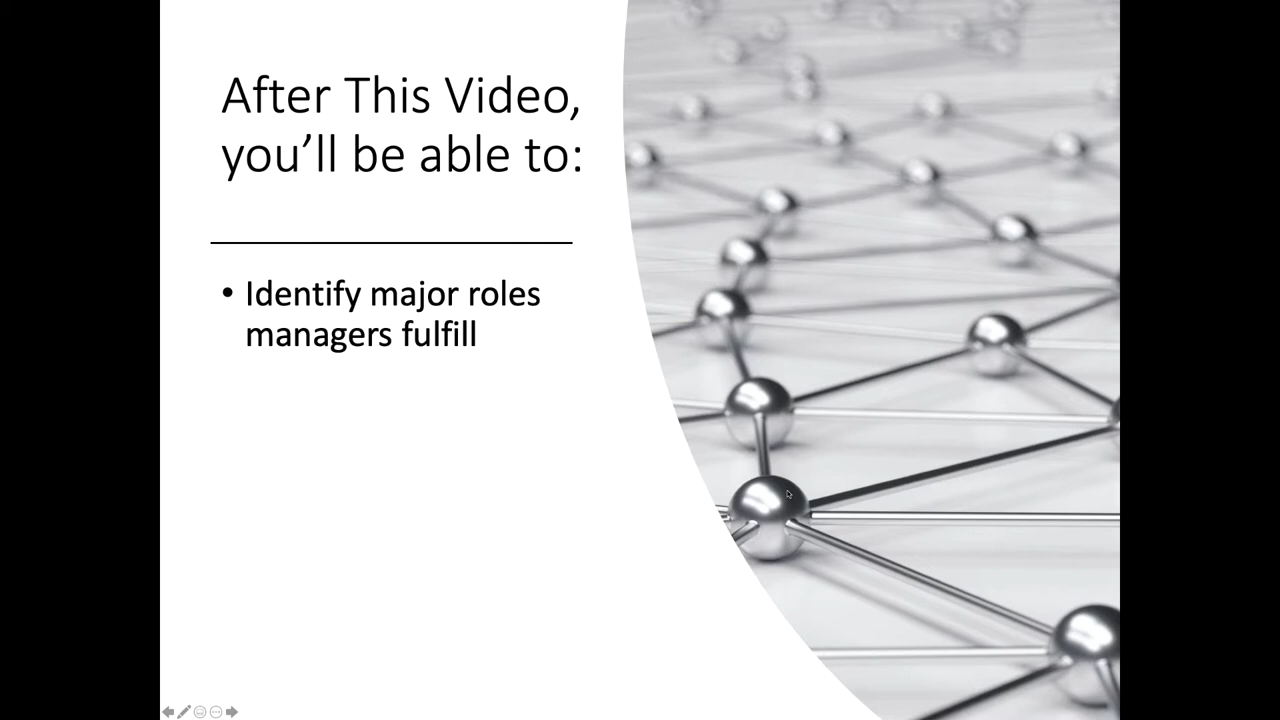 After This Video,
you’ll be able to:
• Identify major roles
managers fulfill